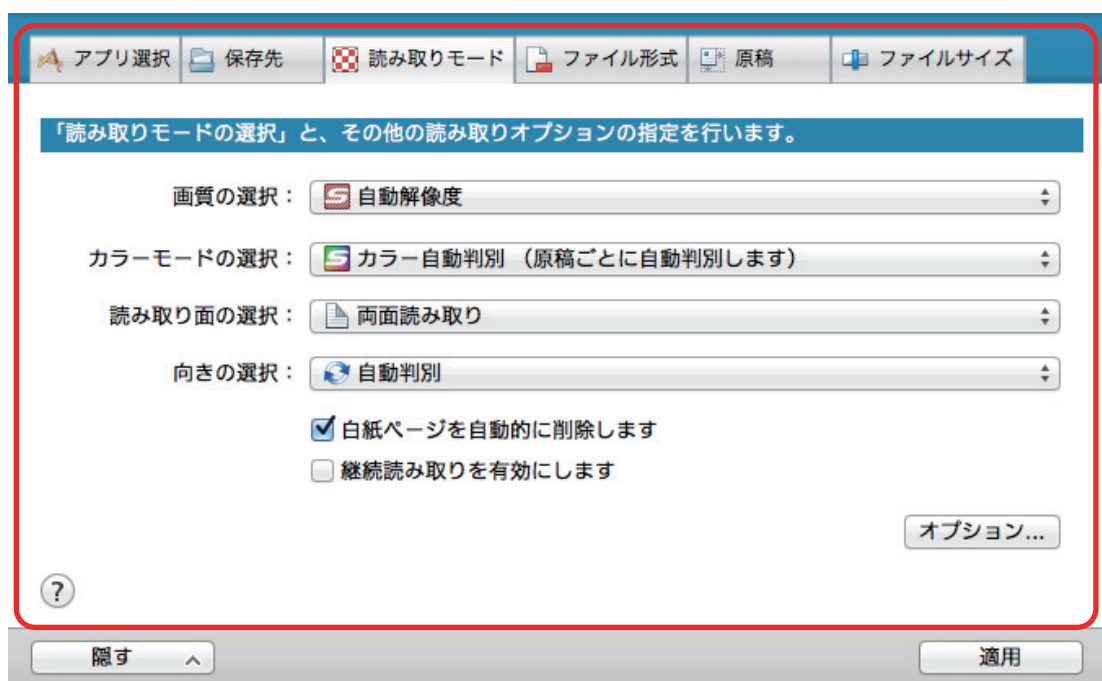 アプリ選択 保存先 読み取りモード ファイル形式 原稿 ファイルサイズ
「読み取りモードの選択」と、その他の読み取りオプションの指定を行います。
画質の選択： 自動解像度
カラーモードの選択： カラー自動判別 （原稿ごとに自動判別します）
読み取り面の選択： 両面読み取り
向きの選択： 自動判別
白紙ページを自動的に削除します
継続読み取りを有効にします
オプション...
?
隠す 適用